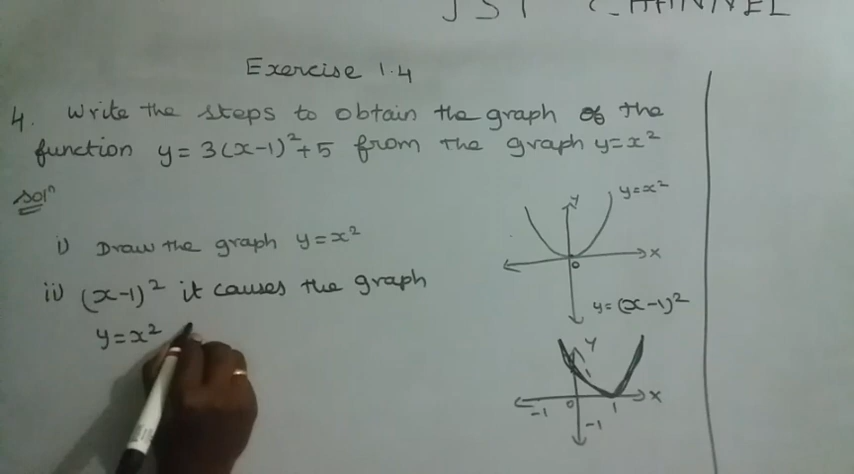 JST CHANNEL
Exercise 1.4
4. Write the steps to obtain the graph of the
function y = 3(x-1)²+5 from the graph y=x²
Solⁿ
i) Draw the graph y=x²
ii) (x-1)² it causes the graph
y=x²
y=x²
y
x
0
y=(x-1)²
y
-1 0 1 x
-1